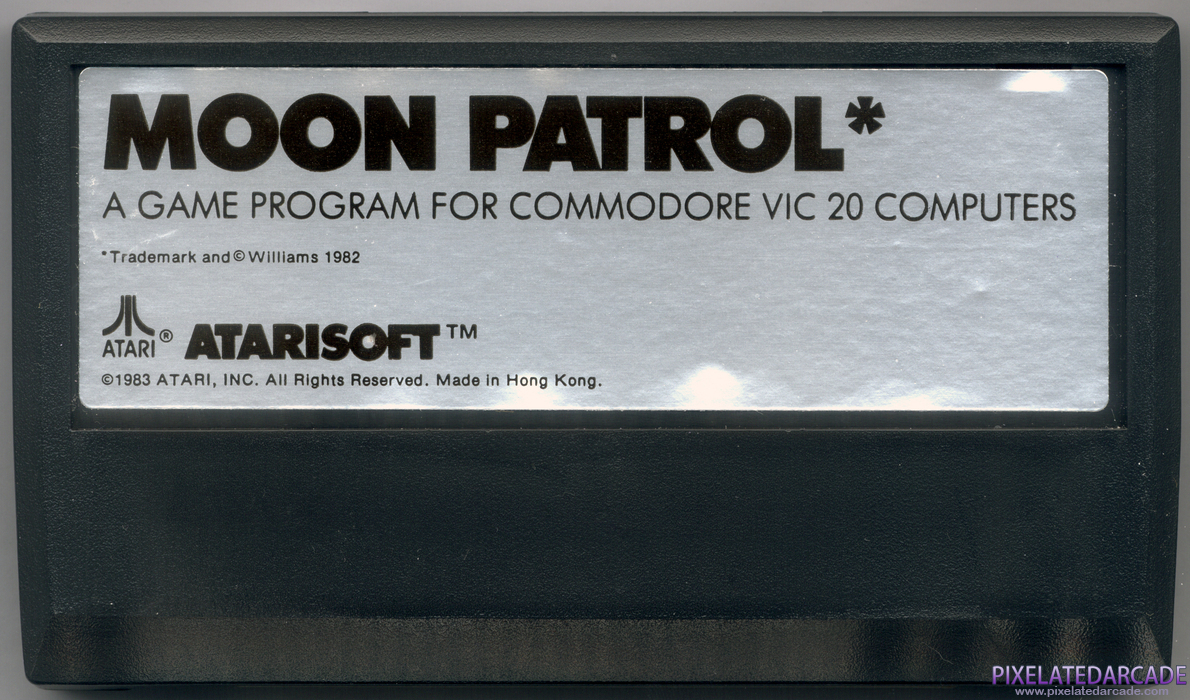 MOON PATROL*
A GAME PROGRAM FOR COMMODORE VIC 20 COMPUTERS
*Trademark and © Williams 1982
ATARI® ATARISOFT™
©1983 ATARI, INC. All Rights Reserved. Made in Hong Kong.
PIXELATEDARCADE
www.pixelatedarcade.com